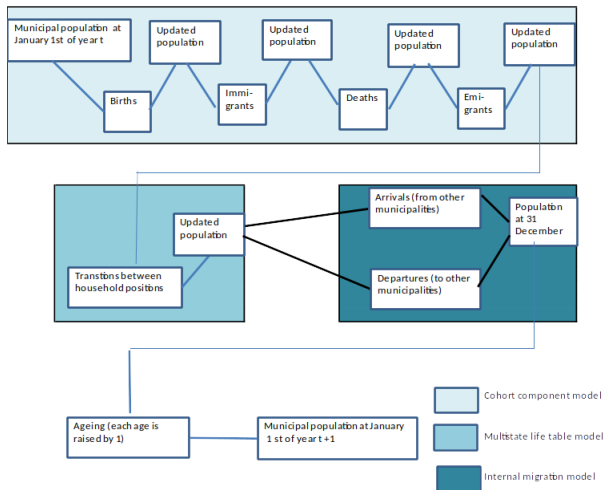 Municipal population at
January 1st of year t
Updated
population
Updated
population
Updated
population
Updated
population
Births
Immi-
grants
Deaths
Emi-
grants
Updated
population
Transtions between
household positions
Arrivals (from other
municipalities)
Departures (to other
municipalities)
Population
at 31
December
Ageing (each age is
raised by 1)
Municipal population at January
1 st of year t +1
Cohort component model
Multistate life table model
Internal migration model